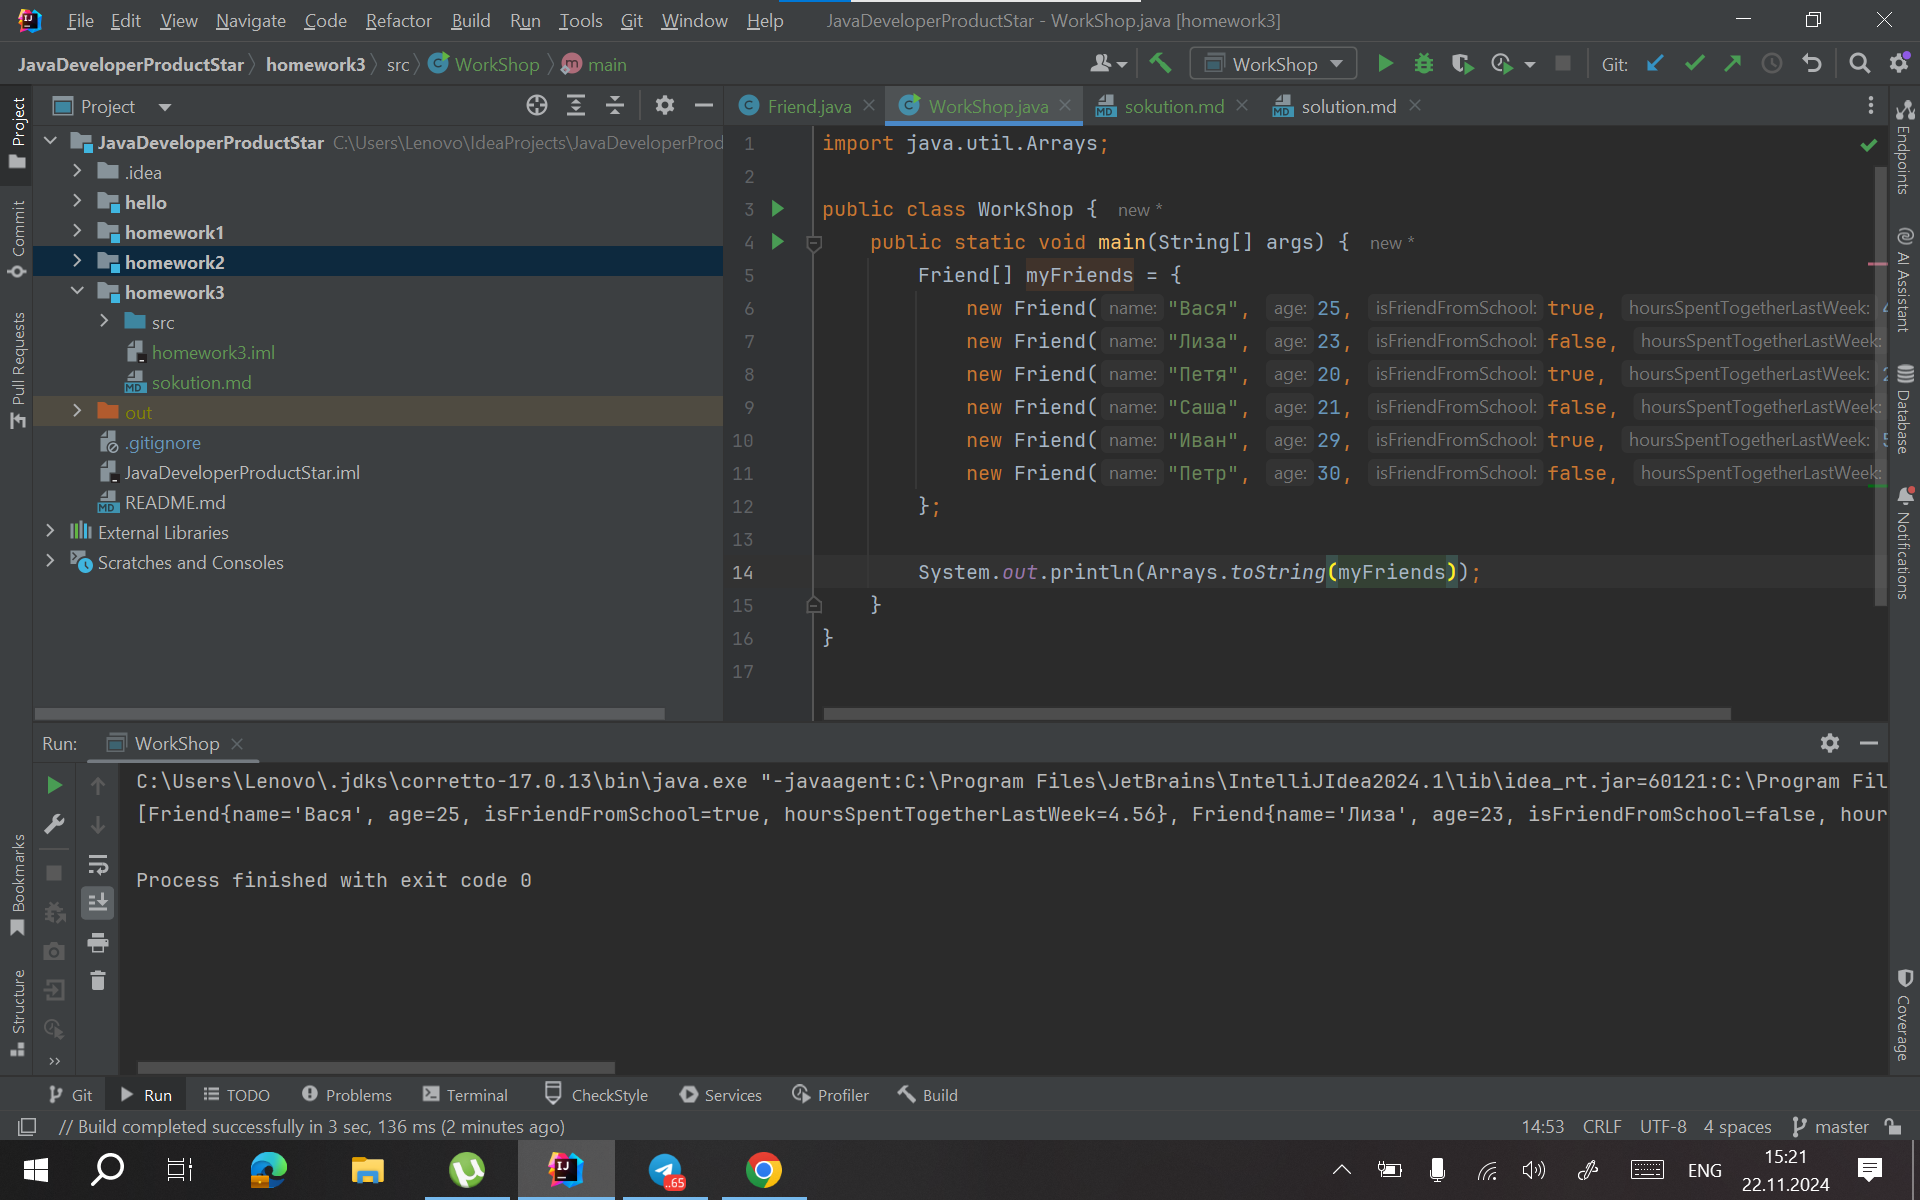 File Edit View Navigate Code Refactor Build Run Tools Git Window Help JavaDeveloperProductStar - WorkShop.java [homework3]
JavaDeveloperProductStar homework3 src WorkShop main WorkShop Git:
Project
Friend.java WorkShop.java sokution.md solution.md
JavaDeveloperProductStar C:\Users\Lenovo\IdeaProjects\JavaDeveloperProd
.idea
hello
homework1
homework2
homework3
src
homework3.iml
sokution.md
out
.gitignore
JavaDeveloperProductStar.iml
README.md
External Libraries
Scratches and Consoles
1 import java.util.Arrays;
2
3 public class WorkShop { new *
4 public static void main(String[] args) { new *
5 Friend[] myFriends = {
6 new Friend( name: "Вася", age: 25, isFriendFromSchool: true, hoursSpentTogetherLastWeek: 4
7 new Friend( name: "Лиза", age: 23, isFriendFromSchool: false, hoursSpentTogetherLastWeek:
8 new Friend( name: "Петя", age: 20, isFriendFromSchool: true, hoursSpentTogetherLastWeek: 2
9 new Friend( name: "Саша", age: 21, isFriendFromSchool: false, hoursSpentTogetherLastWeek:
10 new Friend( name: "Иван", age: 29, isFriendFromSchool: true, hoursSpentTogetherLastWeek: 5
11 new Friend( name: "Петр", age: 30, isFriendFromSchool: false, hoursSpentTogetherLastWeek:
12 };
13
14 System.out.println(Arrays.toString(myFriends));
15 }
16 }
17
Project
Commit
Pull Requests
Bookmarks
Structure
Endpoints
AI Assistant
Database
Notifications
Coverage
Run: WorkShop
C:\Users\Lenovo\.jdks\corretto-17.0.13\bin\java.exe "-javaagent:C:\Program Files\JetBrains\IntelliJIdea2024.1\lib\idea_rt.jar=60121:C:\Program Fil
[Friend{name='Вася', age=25, isFriendFromSchool=true, hoursSpentTogetherLastWeek=4.56}, Friend{name='Лиза', age=23, isFriendFromSchool=false, hour
Process finished with exit code 0
Git Run TODO Problems Terminal CheckStyle Services Profiler Build
// Build completed successfully in 3 sec, 136 ms (2 minutes ago) 14:53 CRLF UTF-8 4 spaces master
..65 ENG 15:21
22.11.2024